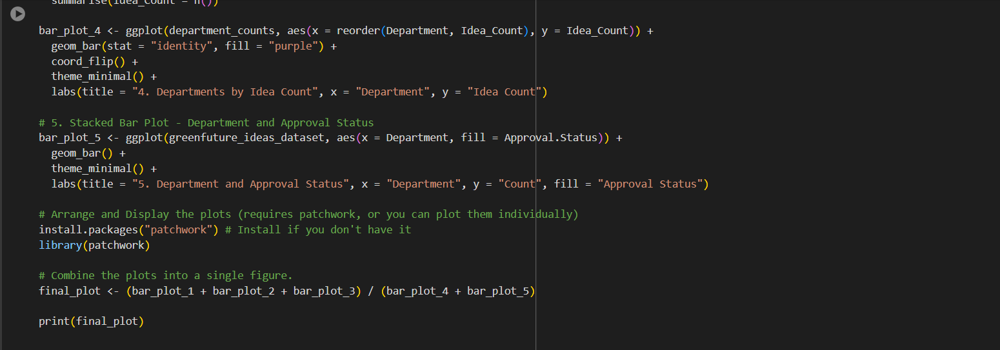 summarise(Idea_Count = n())
bar_plot_4 <- ggplot(department_counts, aes(x = reorder(Department, Idea_Count), y = Idea_Count)) +
geom_bar(stat = "identity", fill = "purple") +
coord_flip() +
theme_minimal() +
labs(title = "4. Departments by Idea Count", x = "Department", y = "Idea Count")
# 5. Stacked Bar Plot - Department and Approval Status
bar_plot_5 <- ggplot(greenfuture_ideas_dataset, aes(x = Department, fill = Approval.Status)) +
geom_bar() +
theme_minimal() +
labs(title = "5. Department and Approval Status", x = "Department", y = "Count", fill = "Approval Status")
# Arrange and Display the plots (requires patchwork, or you can plot them individually)
install.packages("patchwork") # Install if you don't have it
library(patchwork)
# Combine the plots into a single figure.
final_plot <- (bar_plot_1 + bar_plot_2 + bar_plot_3) / (bar_plot_4 + bar_plot_5)
print(final_plot)